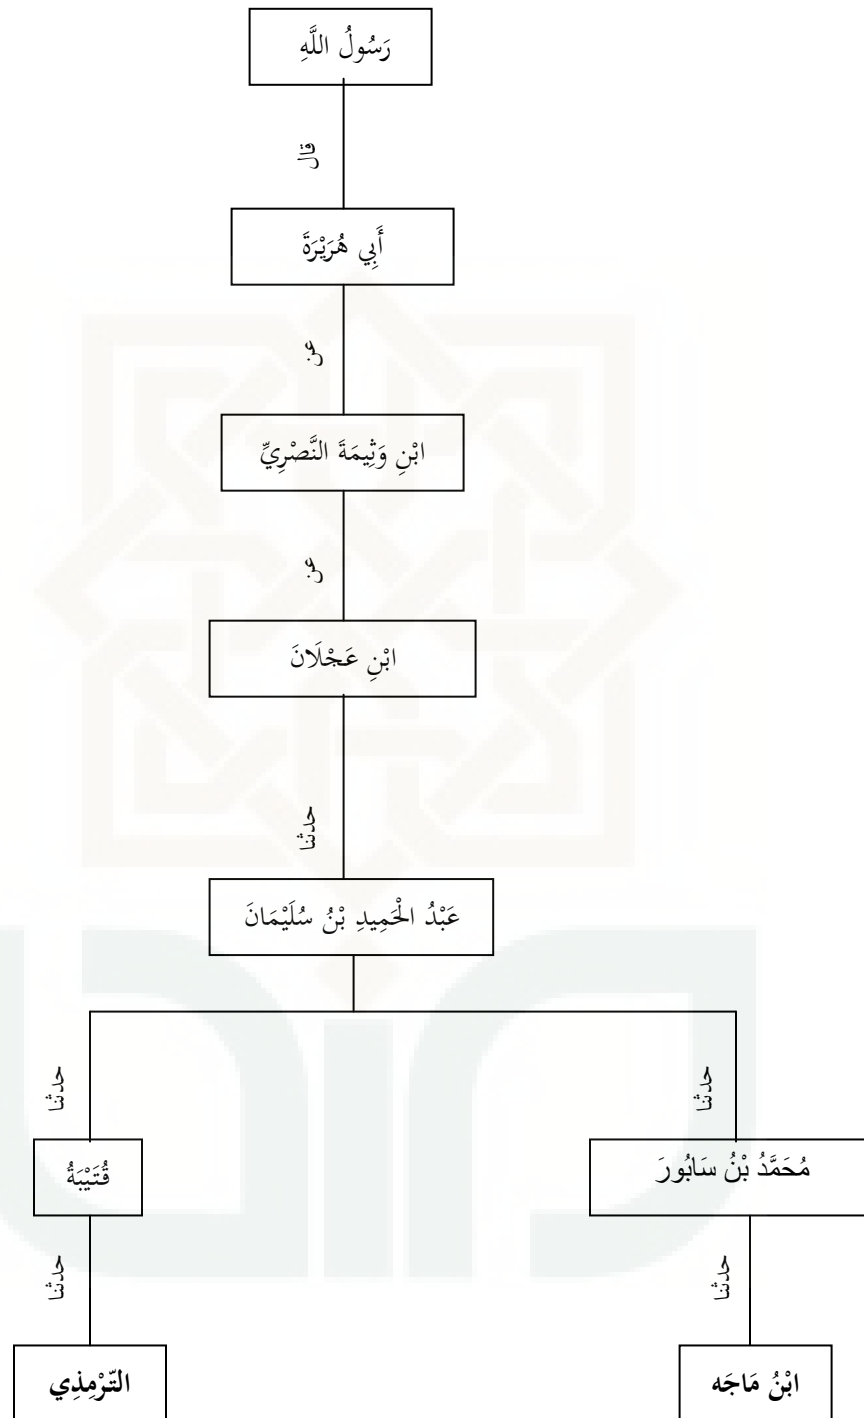 رَسُولُ اللَّهِ
قال
أَبِي هُرَيْرَةَ
عن
ابْنِ وَثِيمَةَ النَّصْرِيِّ
عن
ابْنِ عَجْلَانَ
حدثنا
عَبْدُ الْحَمِيدِ بْنُ سُلَيْمَانَ
حدثنا
حدثنا
مُحَمَّدُ بْنُ سَابُورَ
قُتَيْبَةُ
حدثنا
حدثنا
ابْنُ مَاجَه
التّرْمِذِي